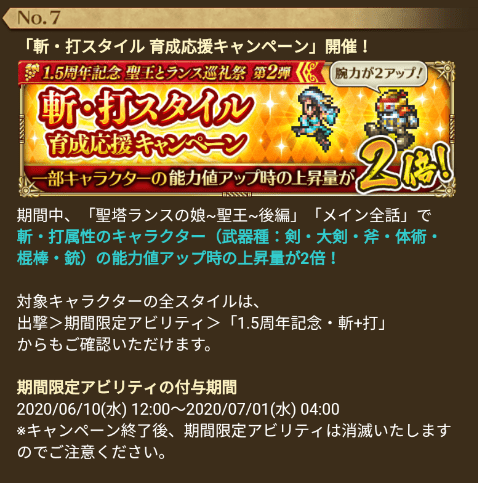 No.7
「斬・打スタイル 育成応援キャンペーン」開催！
1.5周年記念 聖王とランス巡礼祭 第2弾
腕力が2アップ！
斬・打スタイル
育成応援キャンペーン
一部キャラクターの能力値アップ時の上昇量が
2倍！
期間中、「聖塔ランスの娘~聖王~後編」「メイン全話」で
斬・打属性のキャラクター（武器種：剣・大剣・斧・体術・
棍棒・銃）の能力値アップ時の上昇量が2倍！
対象キャラクターの全スタイルは、
出撃＞期間限定アビリティ＞「1.5周年記念・斬+打」
からもご確認いただけます。
期間限定アビリティの付与期間
2020/06/10(水) 12:00～2020/07/01(水) 04:00
※キャンペーン終了後、期間限定アビリティは消滅いたします
のでご注意ください。